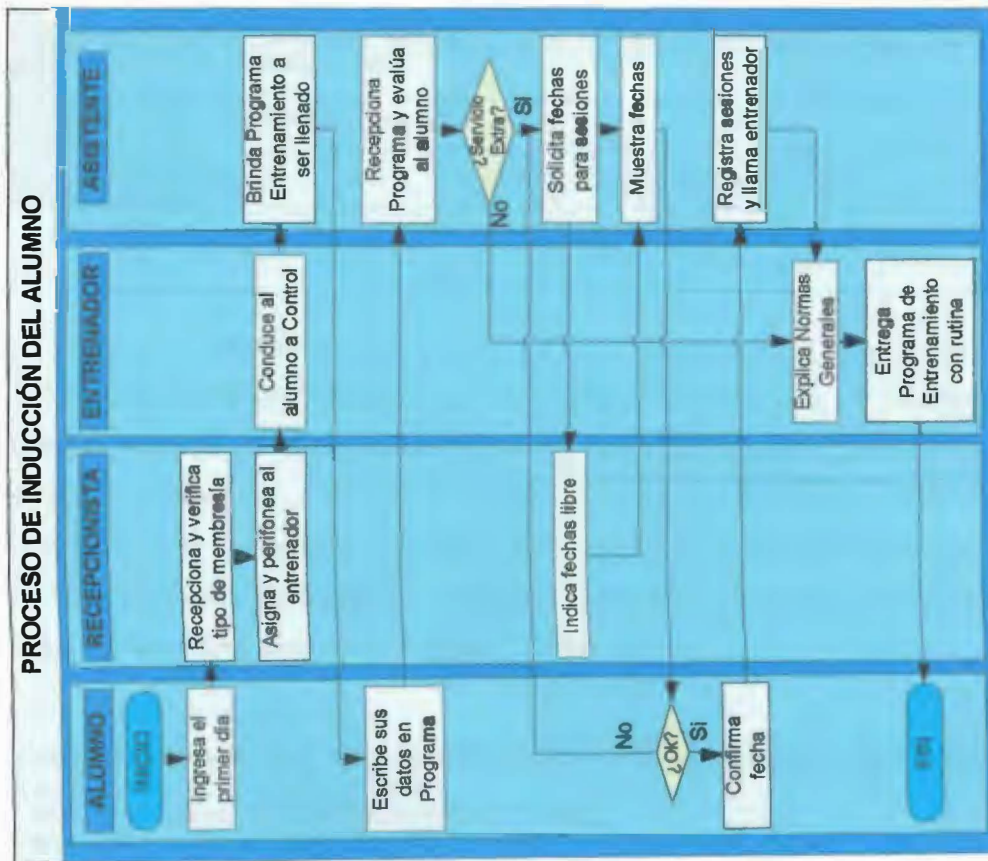 PROCESO DE INDUCCIÓN DEL ALUMNO
ALUMNO
RECEPCIONISTA
ENTRENADOR
ASISTENTE
INICIO
Ingresa el
primer día
Recepciona y verifica
tipo de membresía
Asigna y perifonea al
entrenador
Conduce al
alumno a Control
Brinda Programa
Entrenamiento a
ser llenado
Escribe sus
datos en
Programa
Recepciona
Programa y evalúa
al alumno
¿Servicio
Extra?
No
Si
Solicita fechas
para sesiones
Indica fechas libre
Muestra fechas
¿Ok?
No
Si
Confirma
fecha
Registra sesiones
y llama entrenador
Explica Normas
Generales
Entrega
Programa de
Entrenamiento
con rutina
FIN